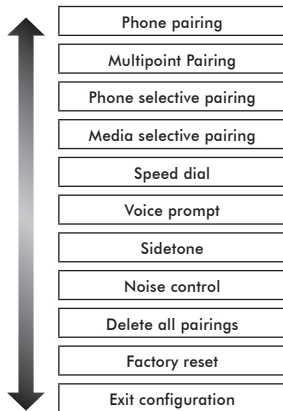 Phone pairing
Multipoint Pairing
Phone selective pairing
Media selective pairing
Speed dial
Voice prompt
Sidetone
Noise control
Delete all pairings
Factory reset
Exit configuration